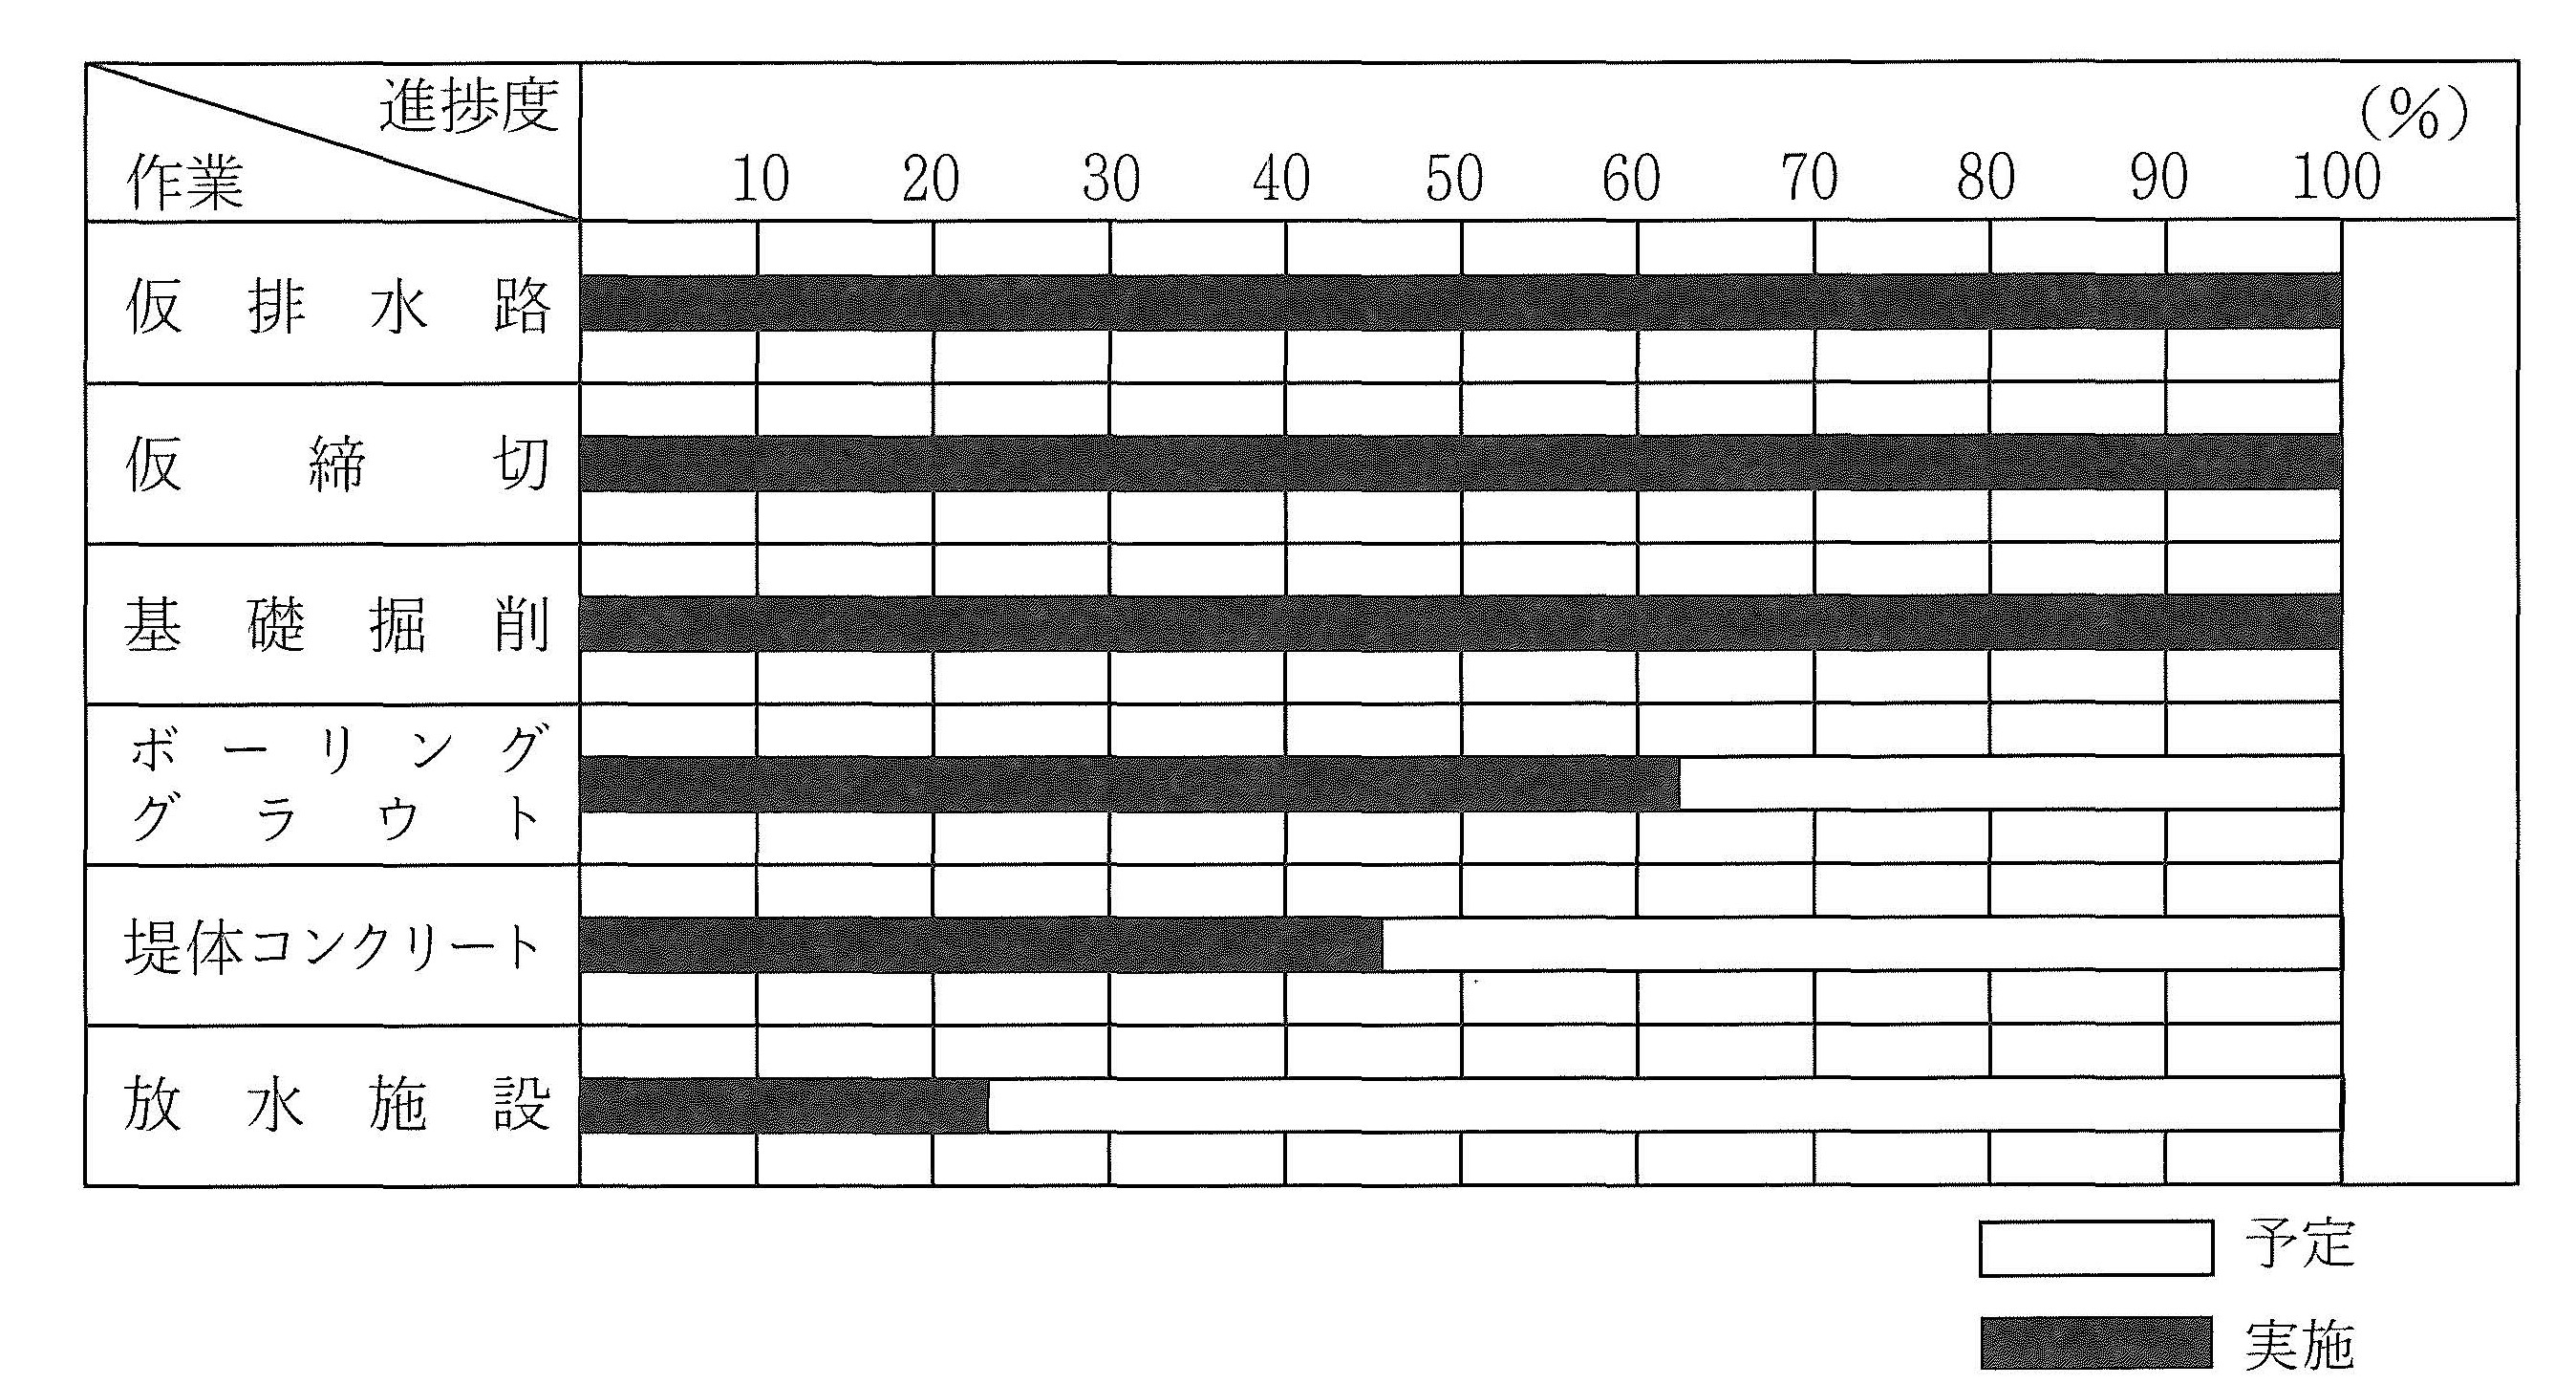 進捗度
作業
(%)
10 20 30 40 50 60 70 80 90 100
仮排水路
仮締切
基礎掘削
ボーリング
グラウト
堤体コンクリート
放水施設
予定
実施